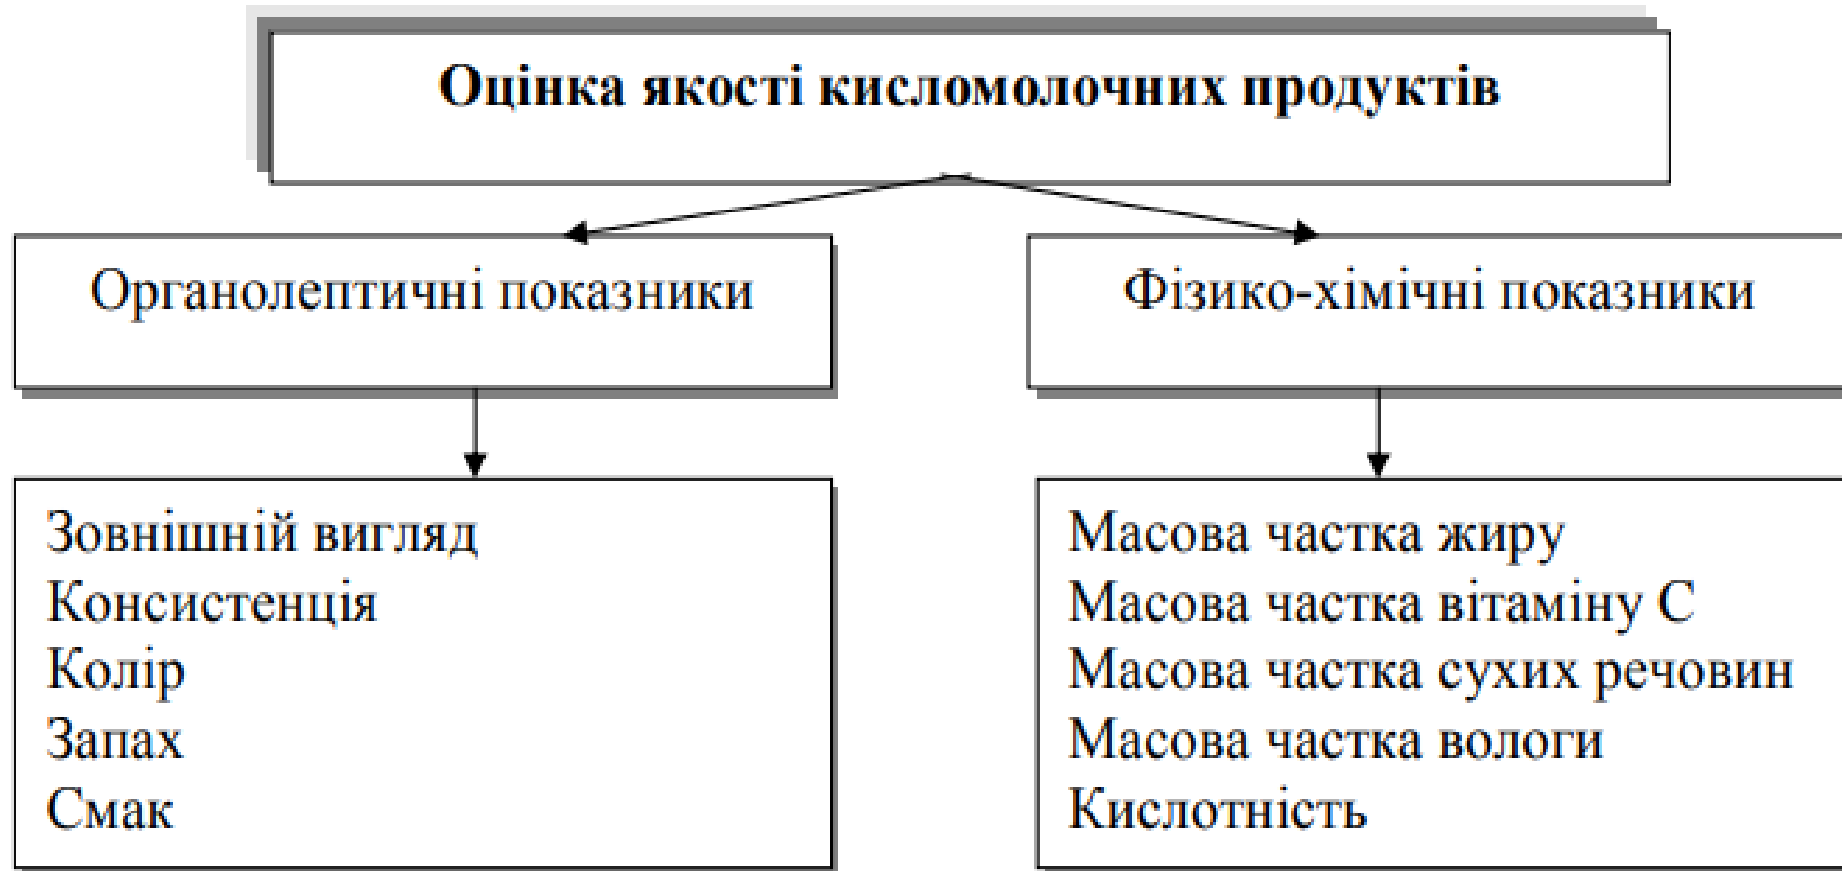 Оцінка якості кисломолочних продуктів
Органолептичні показники
Фізико-хімічні показники
Зовнішній вигляд
Консистенція
Колір
Запах
Смак
Масова частка жиру
Масова частка вітаміну С
Масова частка сухих речовин
Масова частка вологи
Кислотність